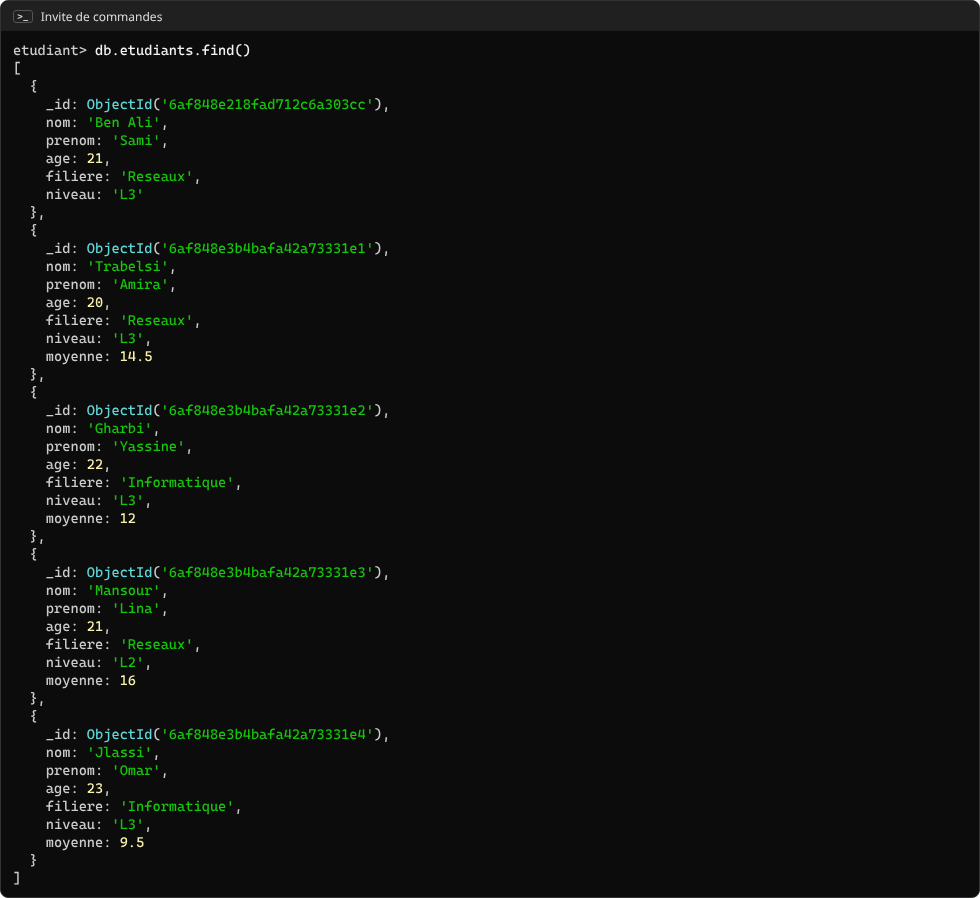 Invite de commandes
etudiant> db.etudiants.find()
[
  {
    _id: ObjectId('6af848e218fad712c6a303cc'),
    nom: 'Ben Ali',
    prenom: 'Sami',
    age: 21,
    filiere: 'Reseaux',
    niveau: 'L3'
  },
  {
    _id: ObjectId('6af848e3b4bafa42a73331e1'),
    nom: 'Trabelsi',
    prenom: 'Amira',
    age: 20,
    filiere: 'Reseaux',
    niveau: 'L3',
    moyenne: 14.5
  },
  {
    _id: ObjectId('6af848e3b4bafa42a73331e2'),
    nom: 'Gharbi',
    prenom: 'Yassine',
    age: 22,
    filiere: 'Informatique',
    niveau: 'L3',
    moyenne: 12
  },
  {
    _id: ObjectId('6af848e3b4bafa42a73331e3'),
    nom: 'Mansour',
    prenom: 'Lina',
    age: 21,
    filiere: 'Reseaux',
    niveau: 'L2',
    moyenne: 16
  },
  {
    _id: ObjectId('6af848e3b4bafa42a73331e4'),
    nom: 'Jlassi',
    prenom: 'Omar',
    age: 23,
    filiere: 'Informatique',
    niveau: 'L3',
    moyenne: 9.5
  }
]